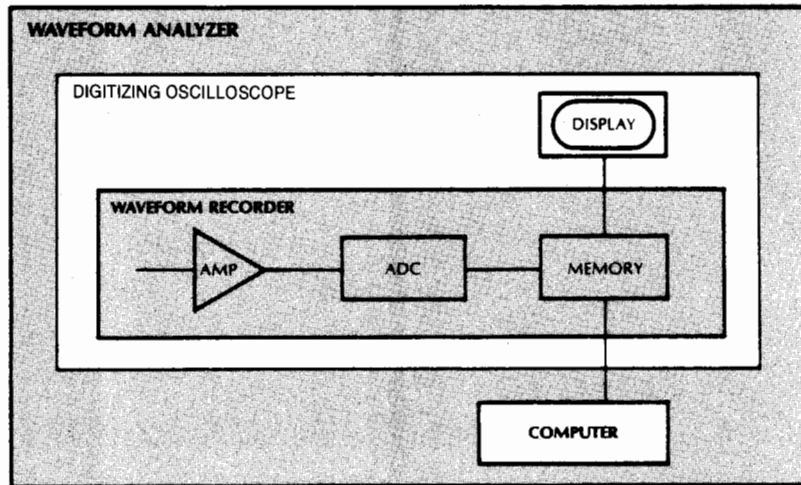 WAVEFORM ANALYZER
DIGITIZING OSCILLOSCOPE
DISPLAY
WAVEFORM RECORDER
AMP
ADC
MEMORY
COMPUTER